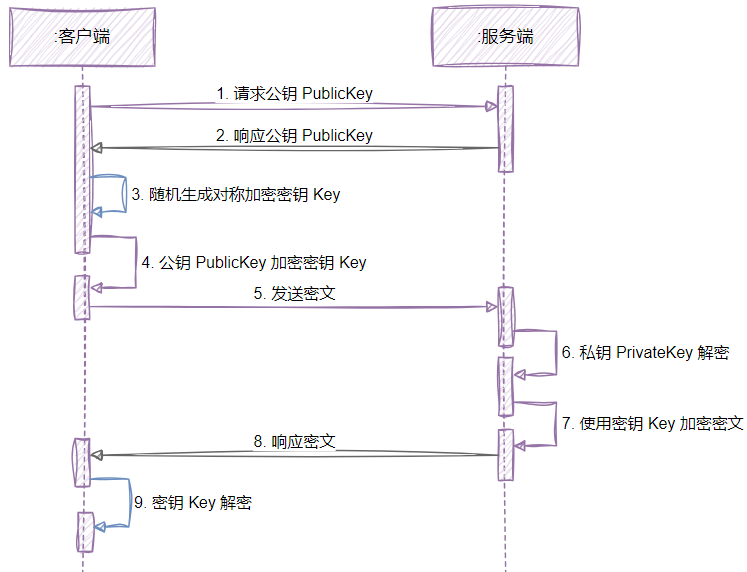 :客户端
:服务端
1. 请求公钥 PublicKey
2. 响应公钥 PublicKey
3. 随机生成对称加密密钥 Key
4. 公钥 PublicKey 加密密钥 Key
5. 发送密文
6. 私钥 PrivateKey 解密
7. 使用密钥 Key 加密密文
8. 响应密文
9. 密钥 Key 解密